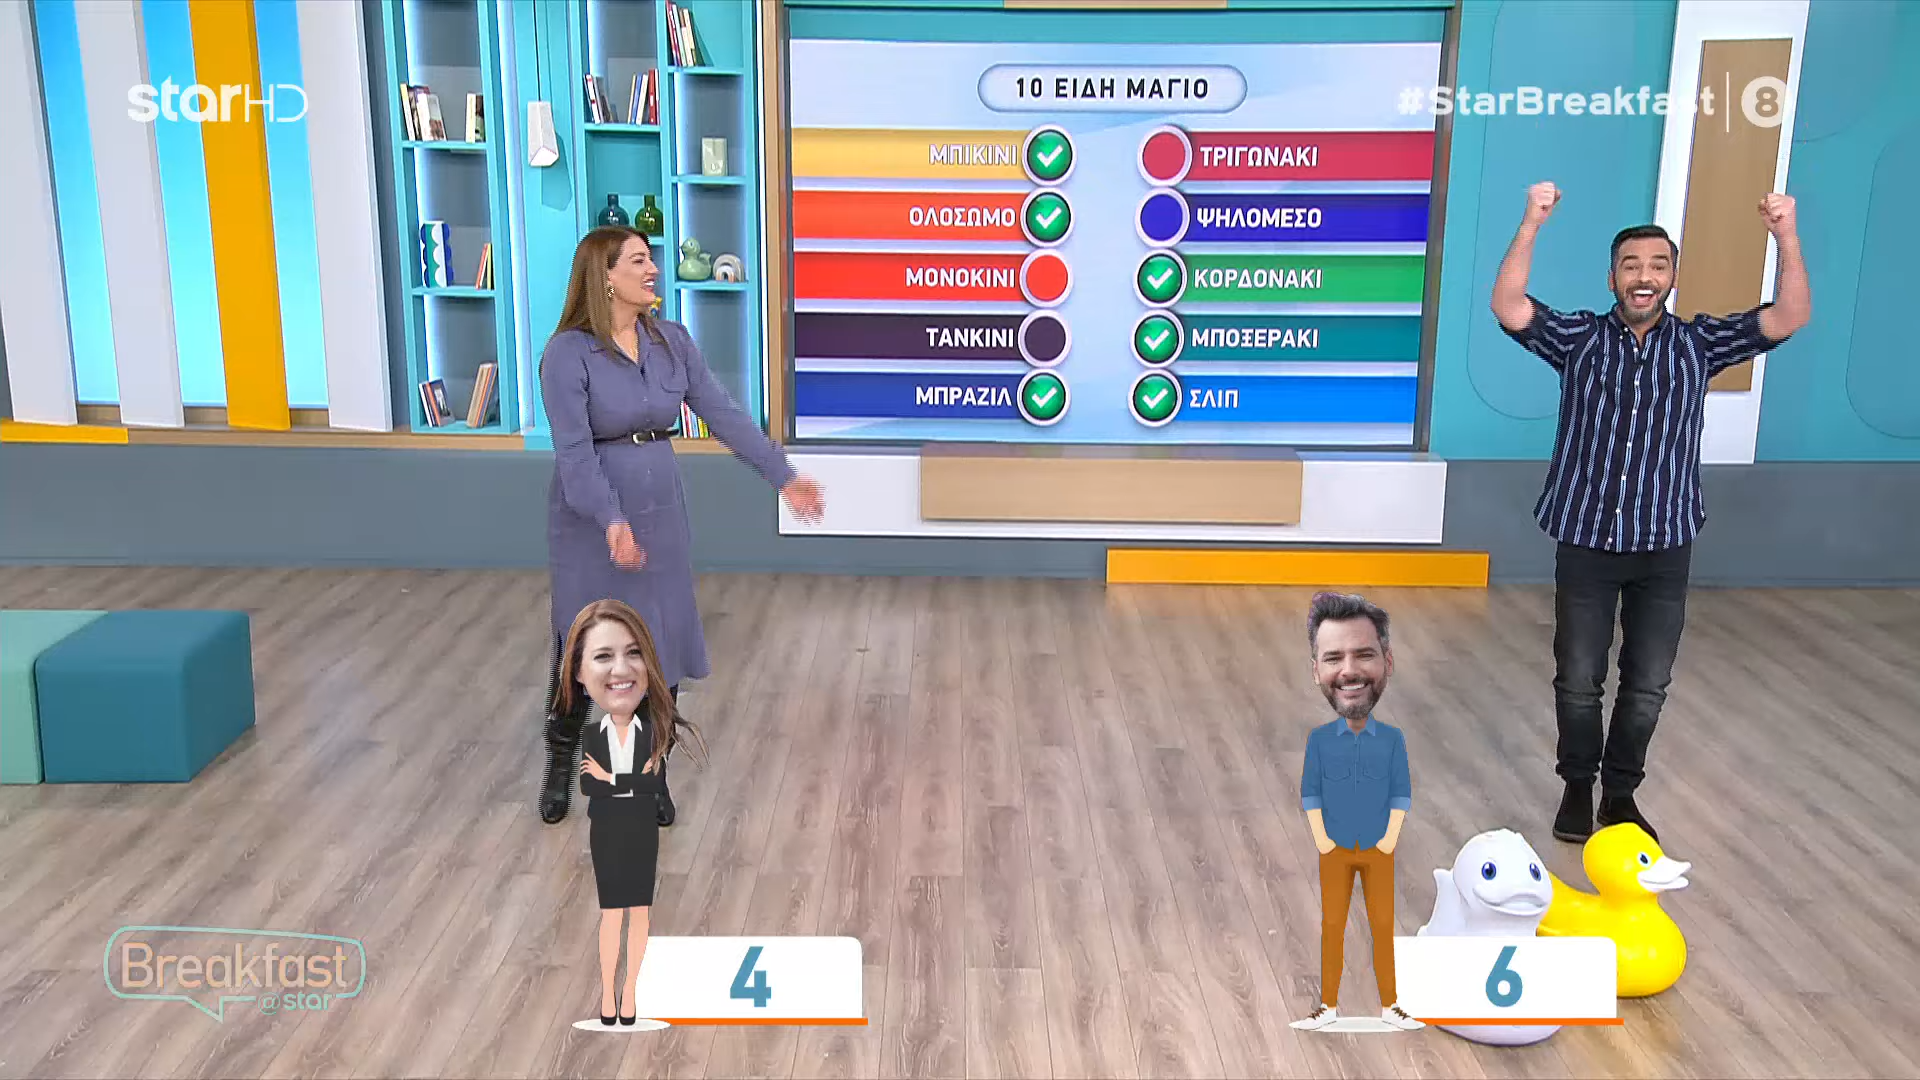 starHD
#StarBreakfast 8
10 ΕΙΔΗ ΜΑΓΙΟ
ΜΠΙΚΙΝΙ
ΟΛΟΣΩΜΟ
ΜΟΝΟΚΙΝΙ
ΤΑΝΚΙΝΙ
ΜΠΡΑΖΙΛ
ΤΡΙΓΩΝΑΚΙ
ΨΗΛΟΜΕΣΟ
ΚΟΡΔΟΝΑΚΙ
ΜΠΟΞΕΡΑΚΙ
ΣΛΙΠ
Breakfast
@star
4
6